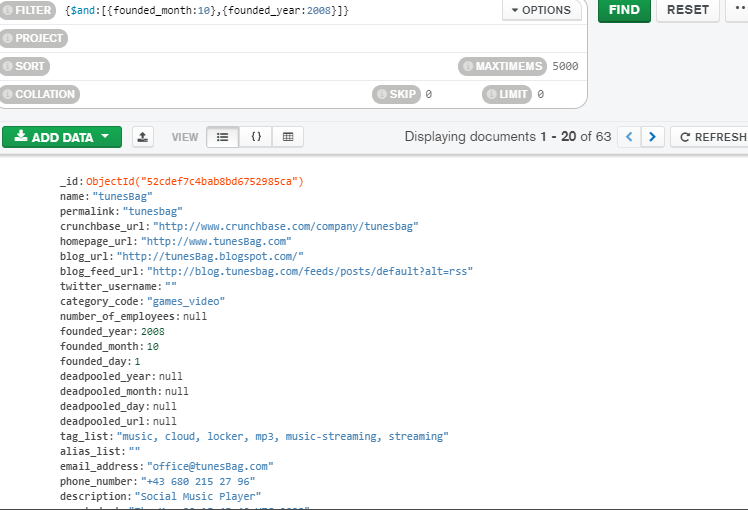 FILTER {$and:[{founded_month:10},{founded_year:2008}]} OPTIONS FIND RESET ••
PROJECT
SORT MAXTIMEMS 5000
COLLATION SKIP 0 LIMIT 0
ADD DATA VIEW {} Displaying documents 1 - 20 of 63 < > REFRESH
_id: ObjectId("52cdef7c4bab8bd6752985ca")
name: "tunesBag"
permalink: "tunesbag"
crunchbase_url: "http://www.crunchbase.com/company/tunesbag"
homepage_url: "http://www.tunesBag.com"
blog_url: "http://tunesBag.blogspot.com/"
blog_feed_url: "http://blog.tunesbag.com/feeds/posts/default?alt=rss"
twitter_username: ""
category_code: "games_video"
number_of_employees: null
founded_year: 2008
founded_month: 10
founded_day: 1
deadpooled_year: null
deadpooled_month: null
deadpooled_day: null
deadpooled_url: null
tag_list: "music, cloud, locker, mp3, music-streaming, streaming"
alias_list: ""
email_address: "office@tunesBag.com"
phone_number: "+43 680 215 27 96"
description: "Social Music Player"